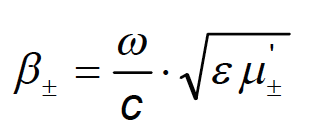 β± = ω/c · √(ε μ'±)